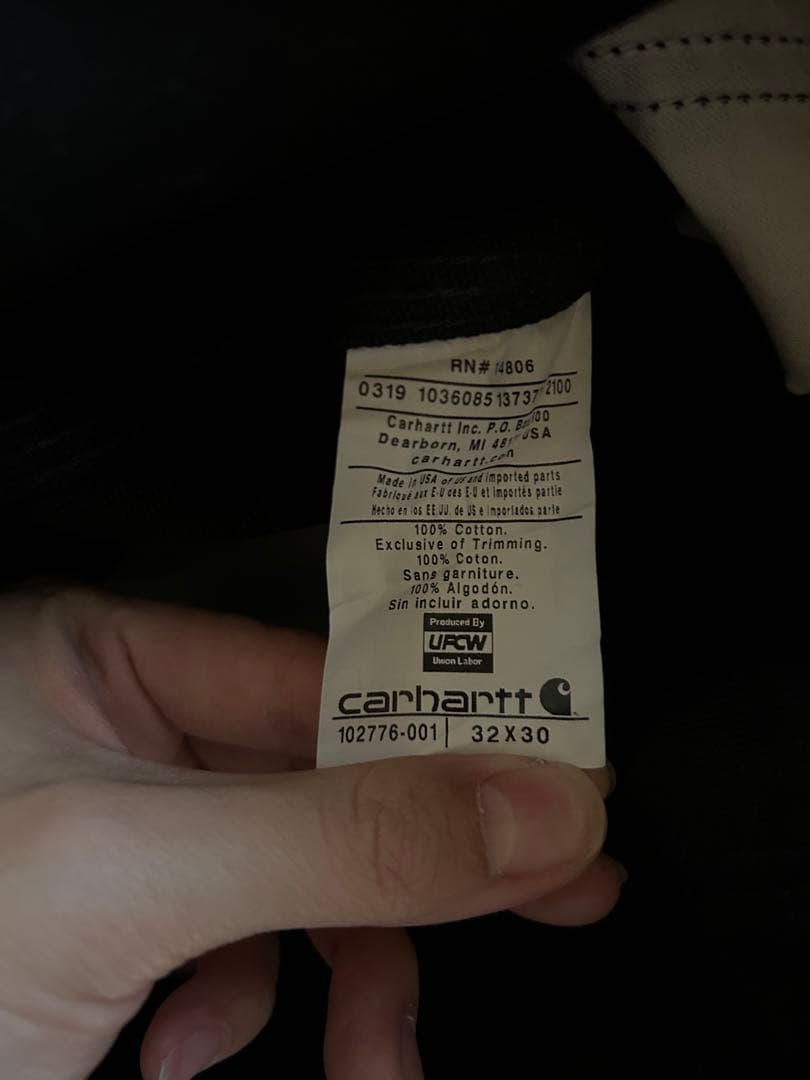 RN# 14806
0319 1036085 13737 2100
Carhartt Inc. P.O. 100
Dearborn, MI USA
carhartt.com
Made in USA of US and imported parts
Fabriqué aux E-U ces E-U et importés partie
Hecho en los EE.UU. de US e importados parte
100% Cotton.
Exclusive of Trimming.
100% Coton.
Sans garniture.
100% Algodón.
Sin incluir adorno.
Produced By
UFCW
Union Labor
carhartt
102776-001 32X30